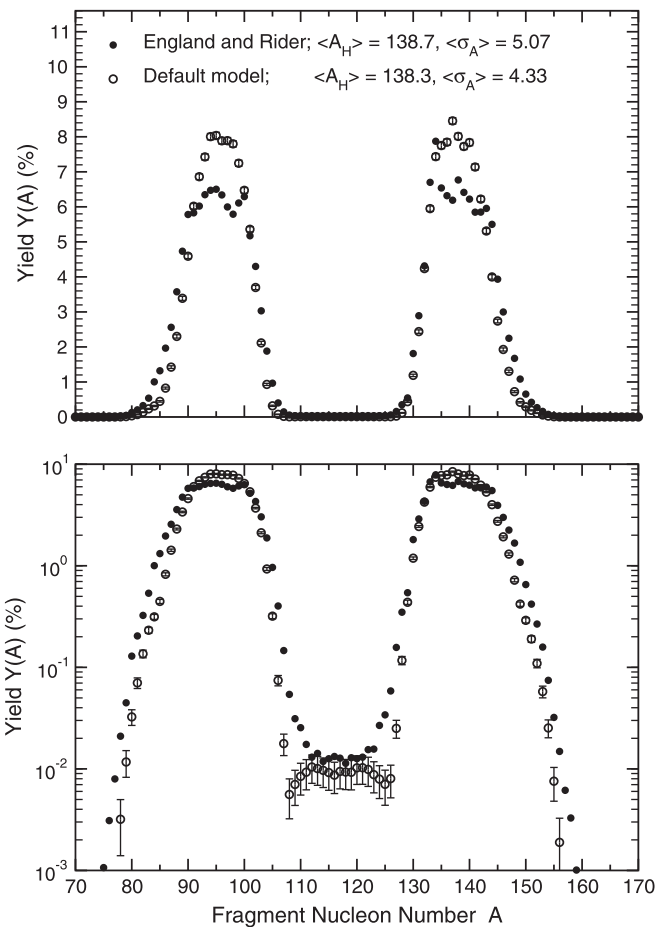 11
10
9
8
7
6
5
4
3
2
1
0
Yield Y(A) (%)
England and Rider; <A_H> = 138.7, <σ_A> = 5.07
Default model; <A_H> = 138.3, <σ_A> = 4.33
10^1
10^0
10^-1
10^-2
10^-3
Yield Y(A) (%)
70 80 90 100 110 120 130 140 150 160 170
Fragment Nucleon Number A